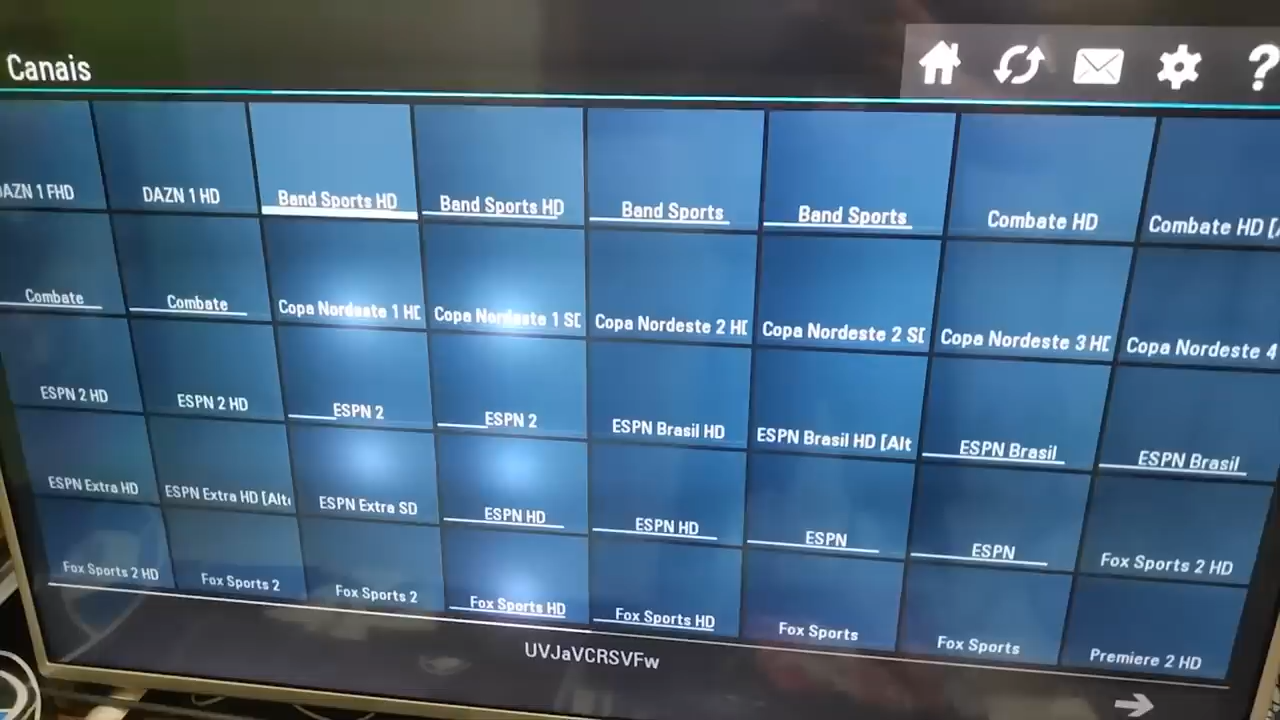 Canais
?
AZN 1 FHD
DAZN 1 HD
Band Sports HD
Band Sports HD
Band Sports
Band Sports
Combate HD
Combate HD [
Combate
Combate
Copa Nordeste 1 HD
Copa Nordeste 1 SD
Copa Nordeste 2 HD
Copa Nordeste 2 SD
Copa Nordeste 3 HD
Copa Nordeste 4
ESPN 2 HD
ESPN 2 HD
ESPN 2
ESPN 2
ESPN Brasil HD
ESPN Brasil HD [Alt
ESPN Brasil
ESPN Brasil
ESPN Extra HD
ESPN Extra HD [Alt
ESPN Extra SD
ESPN HD
ESPN HD
ESPN
ESPN
Fox Sports 2 HD
Fox Sports 2 HD
Fox Sports 2
Fox Sports 2
Fox Sports HD
Fox Sports HD
Fox Sports
Fox Sports
Premiere 2 HD
UVJaVCRSVFw